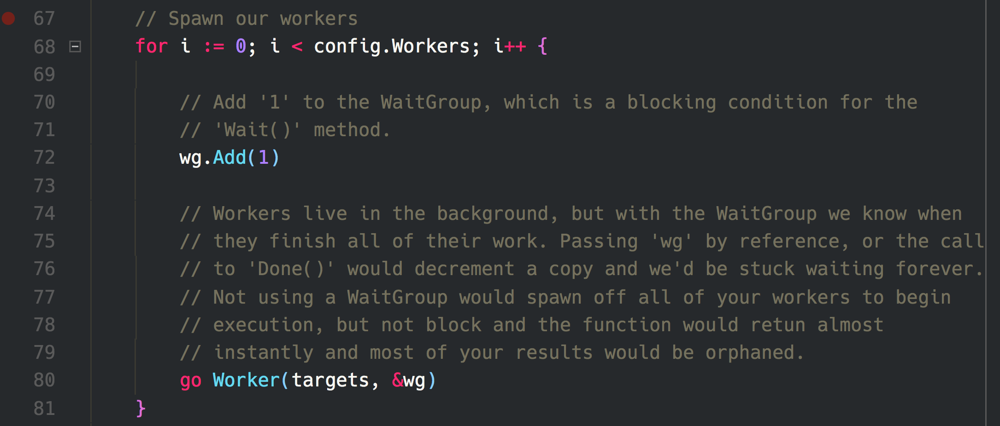 67 // Spawn our workers
68 for i := 0; i < config.Workers; i++ {
69
70 // Add '1' to the WaitGroup, which is a blocking condition for the
71 // 'Wait()' method.
72 wg.Add(1)
73
74 // Workers live in the background, but with the WaitGroup we know when
75 // they finish all of their work. Passing 'wg' by reference, or the call
76 // to 'Done()' would decrement a copy and we'd be stuck waiting forever.
77 // Not using a WaitGroup would spawn off all of your workers to begin
78 // execution, but not block and the function would retun almost
79 // instantly and most of your results would be orphaned.
80 go Worker(targets, &wg)
81 }